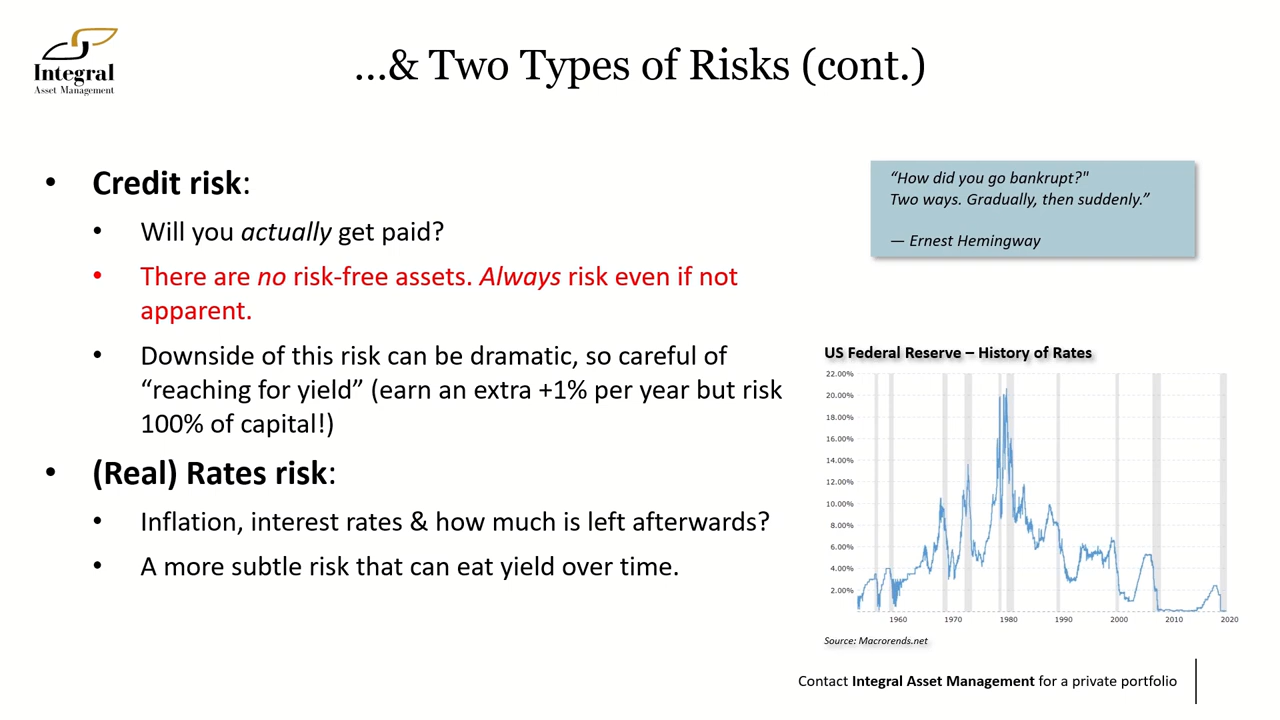 Integral
Asset Management
...& Two Types of Risks (cont.)
• Credit risk:
• Will you actually get paid?
• There are no risk-free assets. Always risk even if not
apparent.
• Downside of this risk can be dramatic, so careful of
“reaching for yield” (earn an extra +1% per year but risk
100% of capital!)
• (Real) Rates risk:
• Inflation, interest rates & how much is left afterwards?
• A more subtle risk that can eat yield over time.
“How did you go bankrupt?"
Two ways. Gradually, then suddenly.”
— Ernest Hemingway
US Federal Reserve – History of Rates
22.00%
20.00%
18.00%
16.00%
14.00%
12.00%
10.00%
8.00%
6.00%
4.00%
2.00%
1960 1970 1980 1990 2000 2010 2020
Source: Macrorends.net
Contact Integral Asset Management for a private portfolio